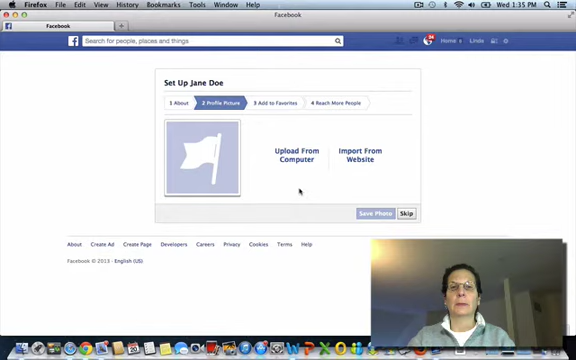 Firefox File Edit View History Bookmarks Tools Window Help Wed 1:35 PM
Facebook
Facebook
Search for people, places and things
Linda Home
Set Up Jane Doe
1 About 2 Profile Picture 3 Add to Favorites 4 Reach More People
Upload From Computer
Import From Website
Save Photo Skip
About Create Ad Create Page Developers Careers Privacy Cookies Terms Help
Facebook © 2013 · English (US)